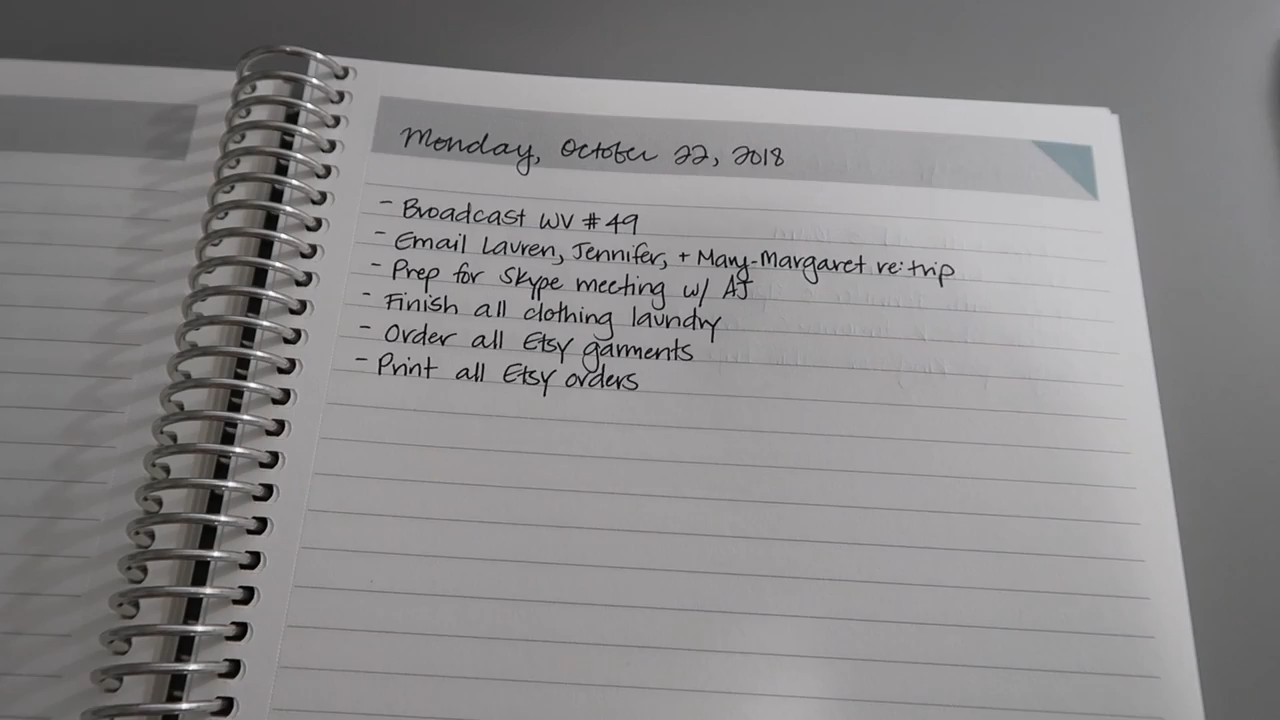 Monday, October 22, 2018
- Broadcast WV #49
- Email Lauren, Jennifer, + Mary-Margaret re: trip
- Prep for Skype meeting w/ AJ
- Finish all clothing laundry
- Order all Etsy garments
- Print all Etsy orders